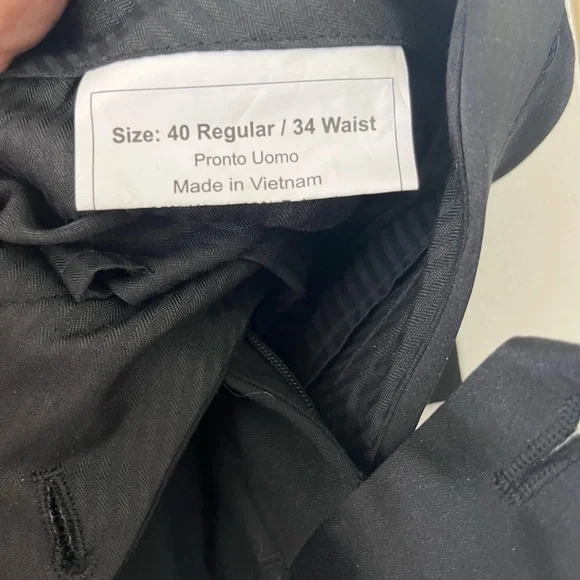 Size: 40 Regular / 34 Waist
Pronto Uomo
Made in Vietnam